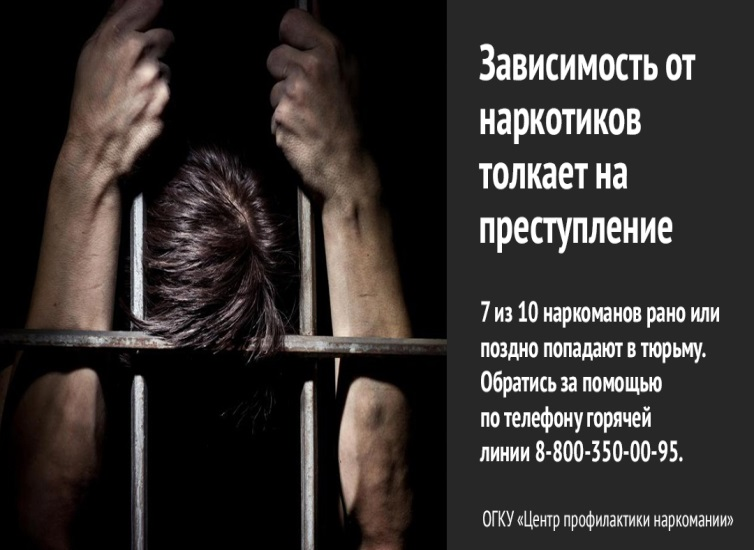 Зависимость от
наркотиков
толкает на
преступление
7 из 10 наркоманов рано или
поздно попадают в тюрьму.
Обратись за помощью
по телефону горячей
линии 8-800-350-00-95.
ОГКУ «Центр профилактики наркомании»